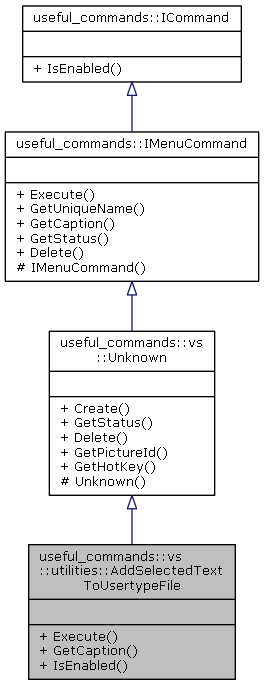 useful_commands::ICommand
+ IsEnabled()
useful_commands::IMenuCommand
+ Execute()
+ GetUniqueName()
+ GetCaption()
+ GetStatus()
+ Delete()
# IMenuCommand()
useful_commands::vs
::Unknown
+ Create()
+ GetStatus()
+ Delete()
+ GetPictureId()
+ GetHotKey()
# Unknown()
useful_commands::vs
::utilities::AddSelectedText
ToUsertypeFile
+ Execute()
+ GetCaption()
+ IsEnabled()